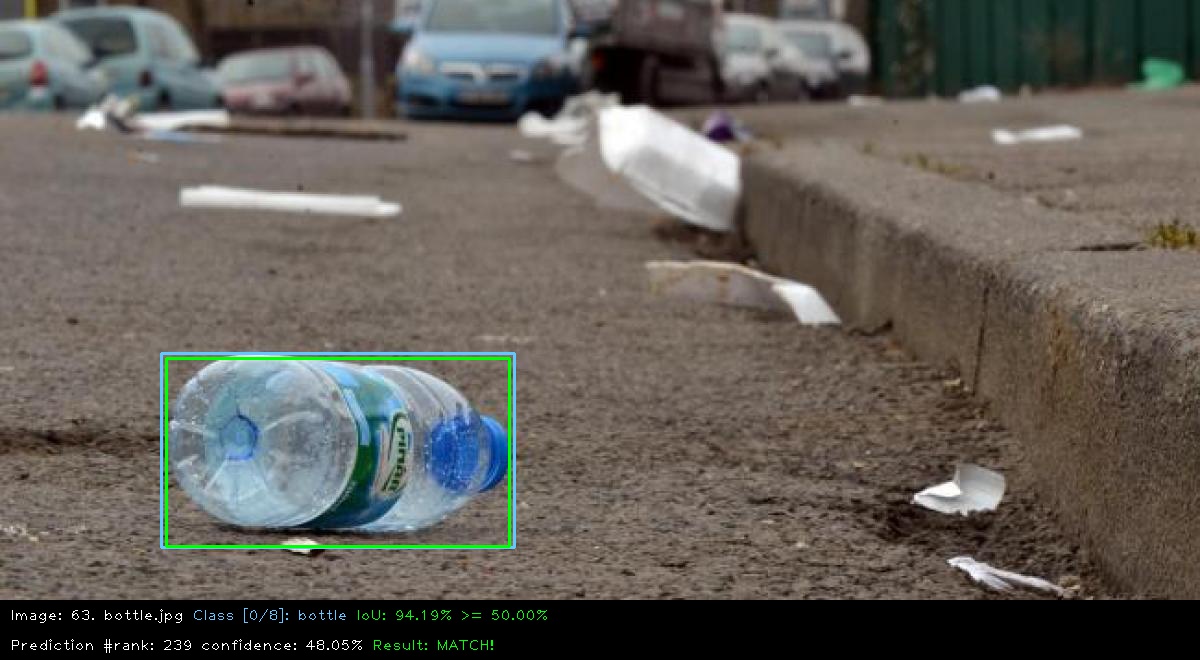 Pinar
Image: 63. bottle.jpg Class [0/8]: bottle IoU: 94.19% >= 50.00%
Prediction #rank: 239 confidence: 48.05% Result: MATCH!